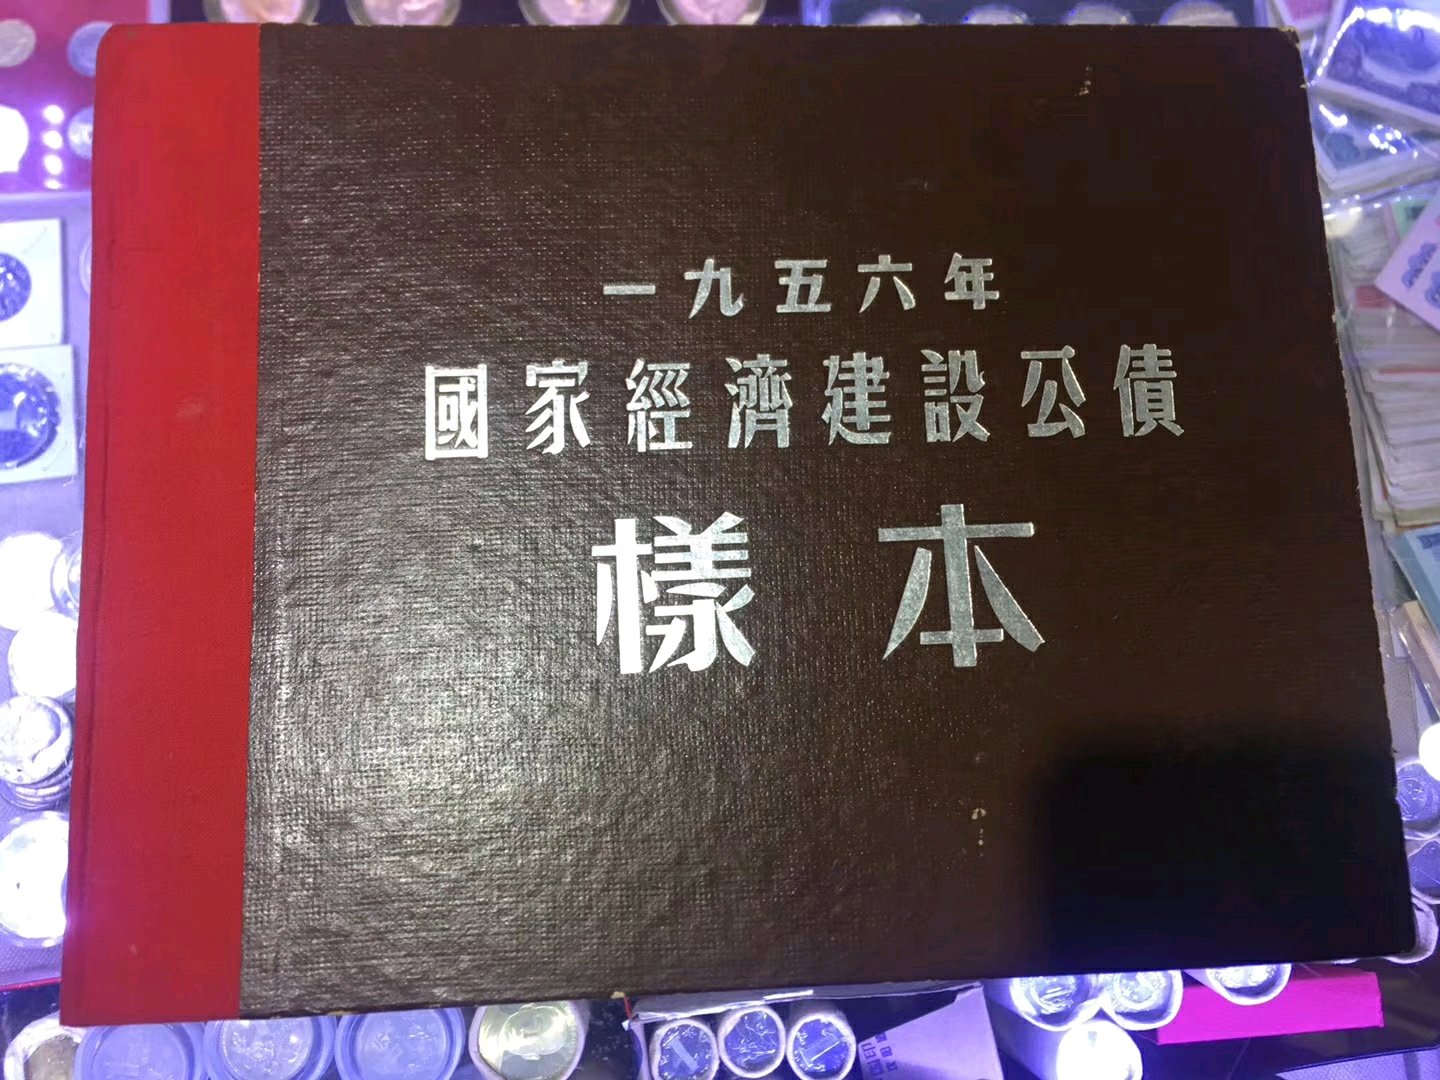 一九五六年
國家經濟建設公債
樣本